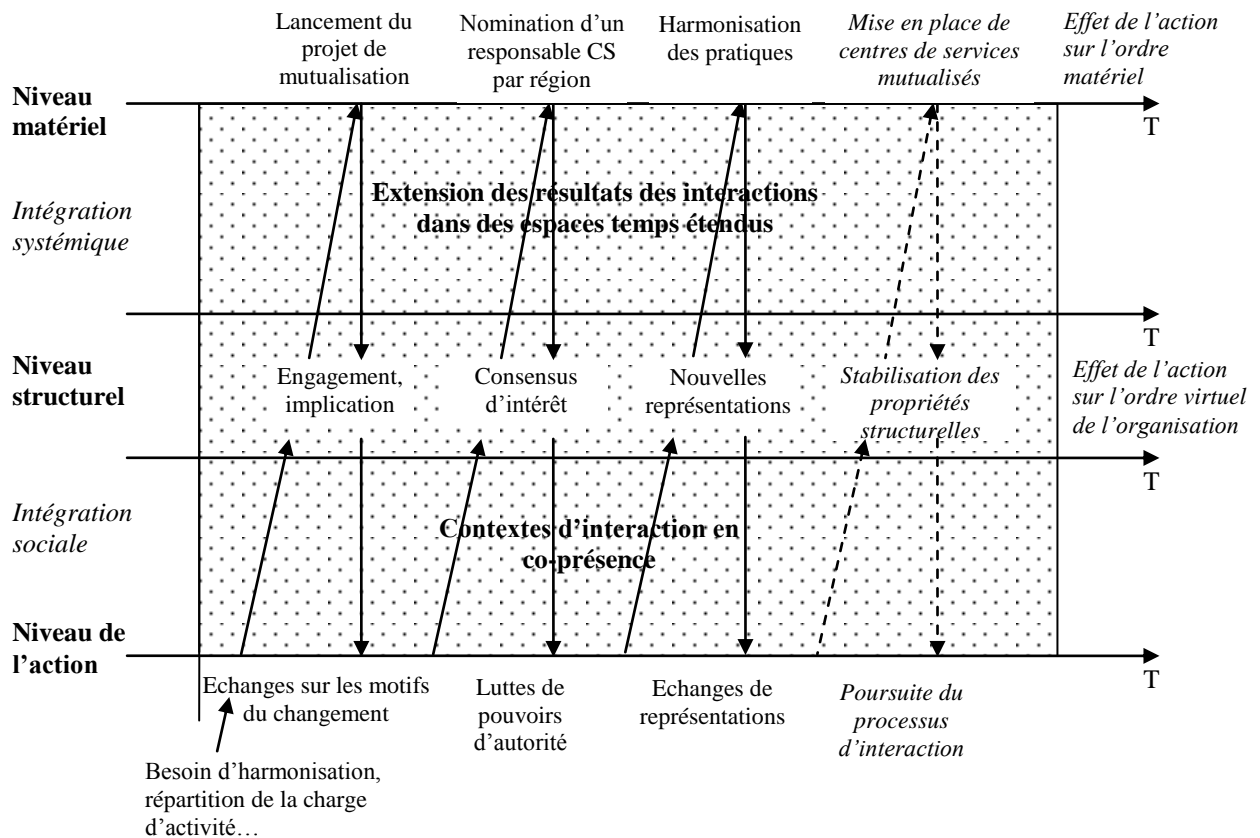 Lancement du
projet de
mutualisation
Nomination d’un
responsable CS
par région
Harmonisation
des pratiques
Mise en place de
centres de services
mutualisés
Effet de l’action
sur l’ordre
matériel
Niveau
matériel
T
Intégration
systémique
Extension des résultats des interactions
dans des espaces temps étendus
T
Niveau
structurel
Engagement,
implication
Consensus
d’intérêt
Nouvelles
représentations
Stabilisation des
propriétés
structurelles
Effet de l’action
sur l’ordre virtuel
de l’organisation
T
Intégration
sociale
Contextes d’interaction en
co-présence
Niveau de
l’action
T
Echanges sur les motifs
du changement
Luttes de
pouvoirs
d’autorité
Echanges de
représentations
Poursuite du
processus
d’interaction
Besoin d’harmonisation,
répartition de la charge
d’activité…